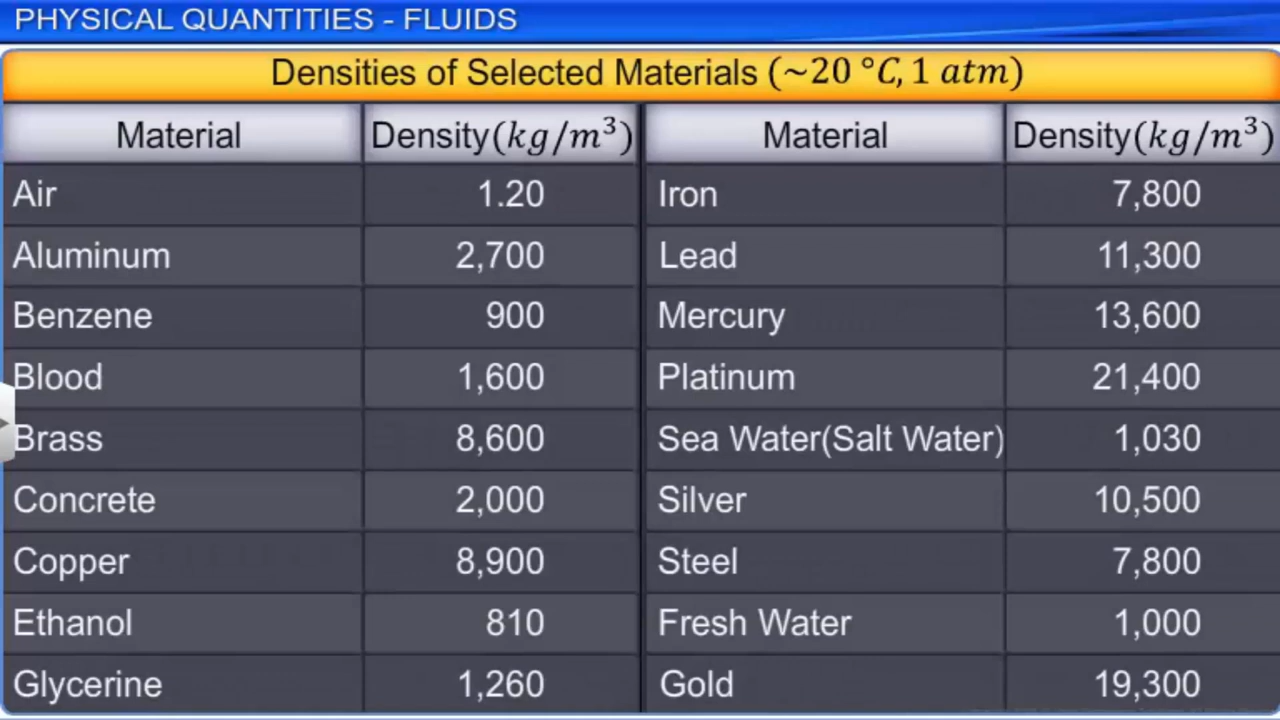 PHYSICAL QUANTITIES - FLUIDS
Densities of Selected Materials (~20 °C, 1 atm)
Material Density(kg/m³) Material Density(kg/m³)
Air 1.20 Iron 7,800
Aluminum 2,700 Lead 11,300
Benzene 900 Mercury 13,600
Blood 1,600 Platinum 21,400
Brass 8,600 Sea Water(Salt Water) 1,030
Concrete 2,000 Silver 10,500
Copper 8,900 Steel 7,800
Ethanol 810 Fresh Water 1,000
Glycerine 1,260 Gold 19,300